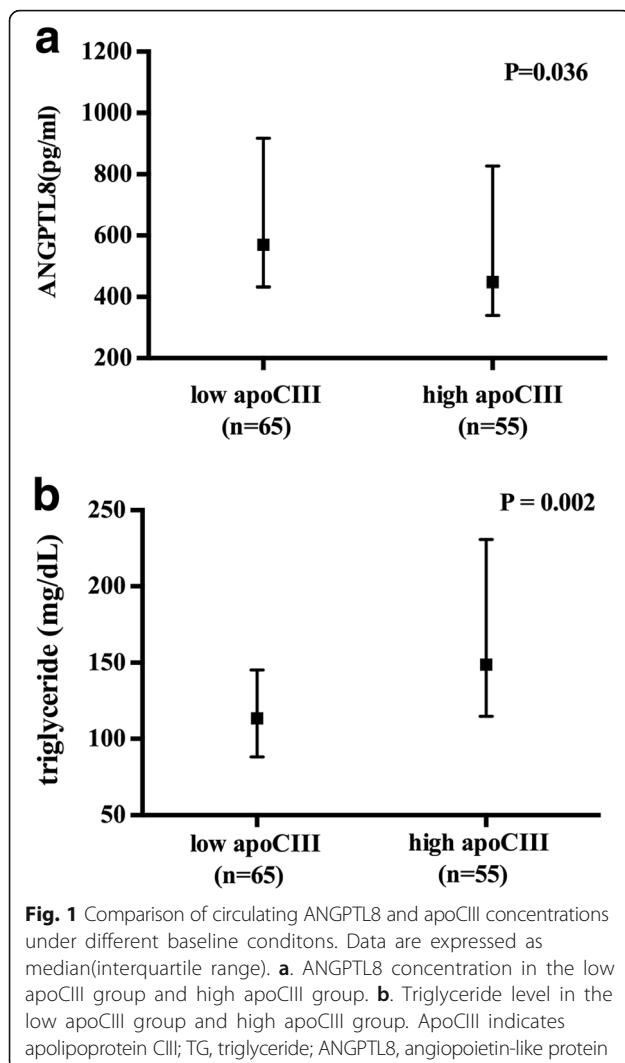 a
1200
P=0.036
1000
800
600
400
200
ANGPTL8(pg/ml)
low apoCIII high apoCIII
(n=65) (n=55)
b
250
P = 0.002
200
150
100
50
triglyceride (mg/dL)
low apoCIII high apoCIII
(n=65) (n=55)
Fig. 1 Comparison of circulating ANGPTL8 and apoCIII concentrations
under different baseline conditons. Data are expressed as
median(interquartile range). a. ANGPTL8 concentration in the low
apoCIII group and high apoCIII group. b. Triglyceride level in the
low apoCIII group and high apoCIII group. ApoCIII indicates
apolipoprotein CIII; TG, triglyceride; ANGPTL8, angiopoietin-like protein